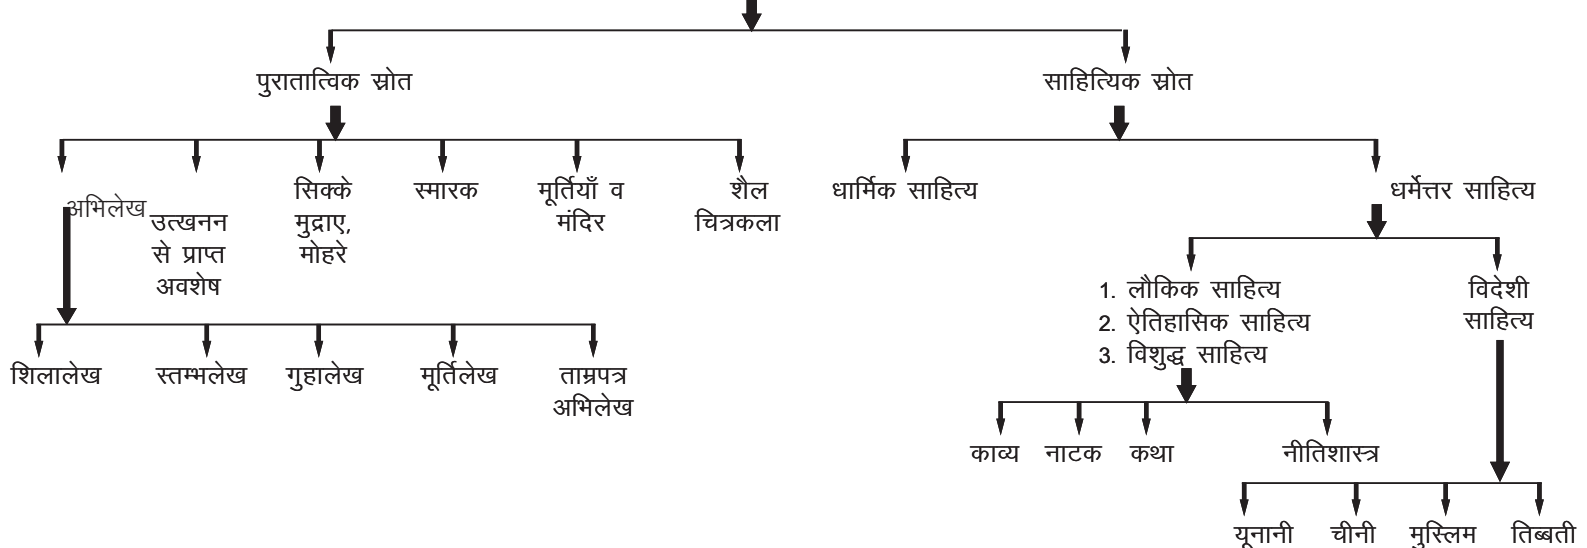 पुरातात्विक स्रोत
साहित्यिक स्रोत
अभिलेख
उत्खनन
से प्राप्त
अवशेष
सिक्के
मुद्राए,
मोहरे
स्मारक
मूर्तियाँ व
मंदिर
शैल
चित्रकला
धार्मिक साहित्य
धर्मेत्तर साहित्य
1. लौकिक साहित्य
2. ऐतिहासिक साहित्य
3. विशुद्ध साहित्य
विदेशी
साहित्य
शिलालेख
स्तम्भलेख
गुहालेख
मूर्तिलेख
ताम्रपत्र
अभिलेख
काव्य
नाटक
कथा
नीतिशास्त्र
यूनानी
चीनी
मुस्लिम
तिब्बती